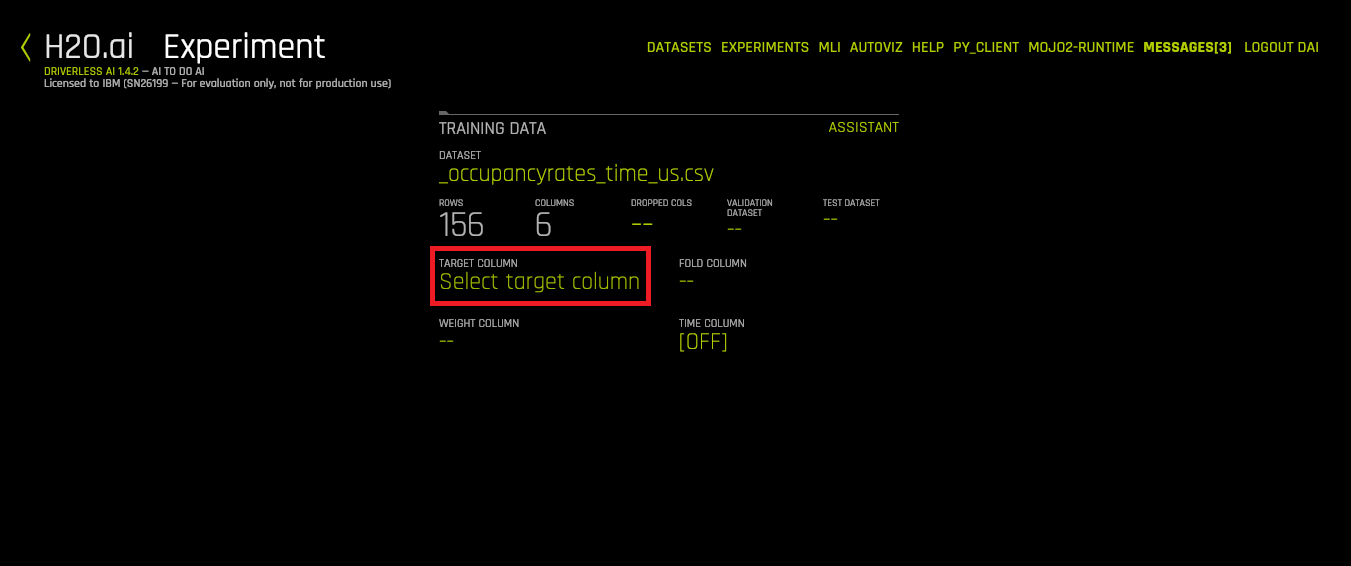 H2O.ai Experiment
DRIVERLESS AI 1.4.2 – AI TO DO AI
Licensed to IBM (SN26199 – For evaluation only, not for production use)
DATASETS EXPERIMENTS MLI AUTOVIZ HELP PY_CLIENT MOJO2-RUNTIME MESSAGES[3] LOGOUT DAI
TRAINING DATA ASSISTANT
DATASET
_occupancyrates_time_us.csv
ROWS COLUMNS DROPPED COLS VALIDATION DATASET TEST DATASET
156 6 -- -- --
TARGET COLUMN FOLD COLUMN
Select target column --
WEIGHT COLUMN TIME COLUMN
-- [OFF]